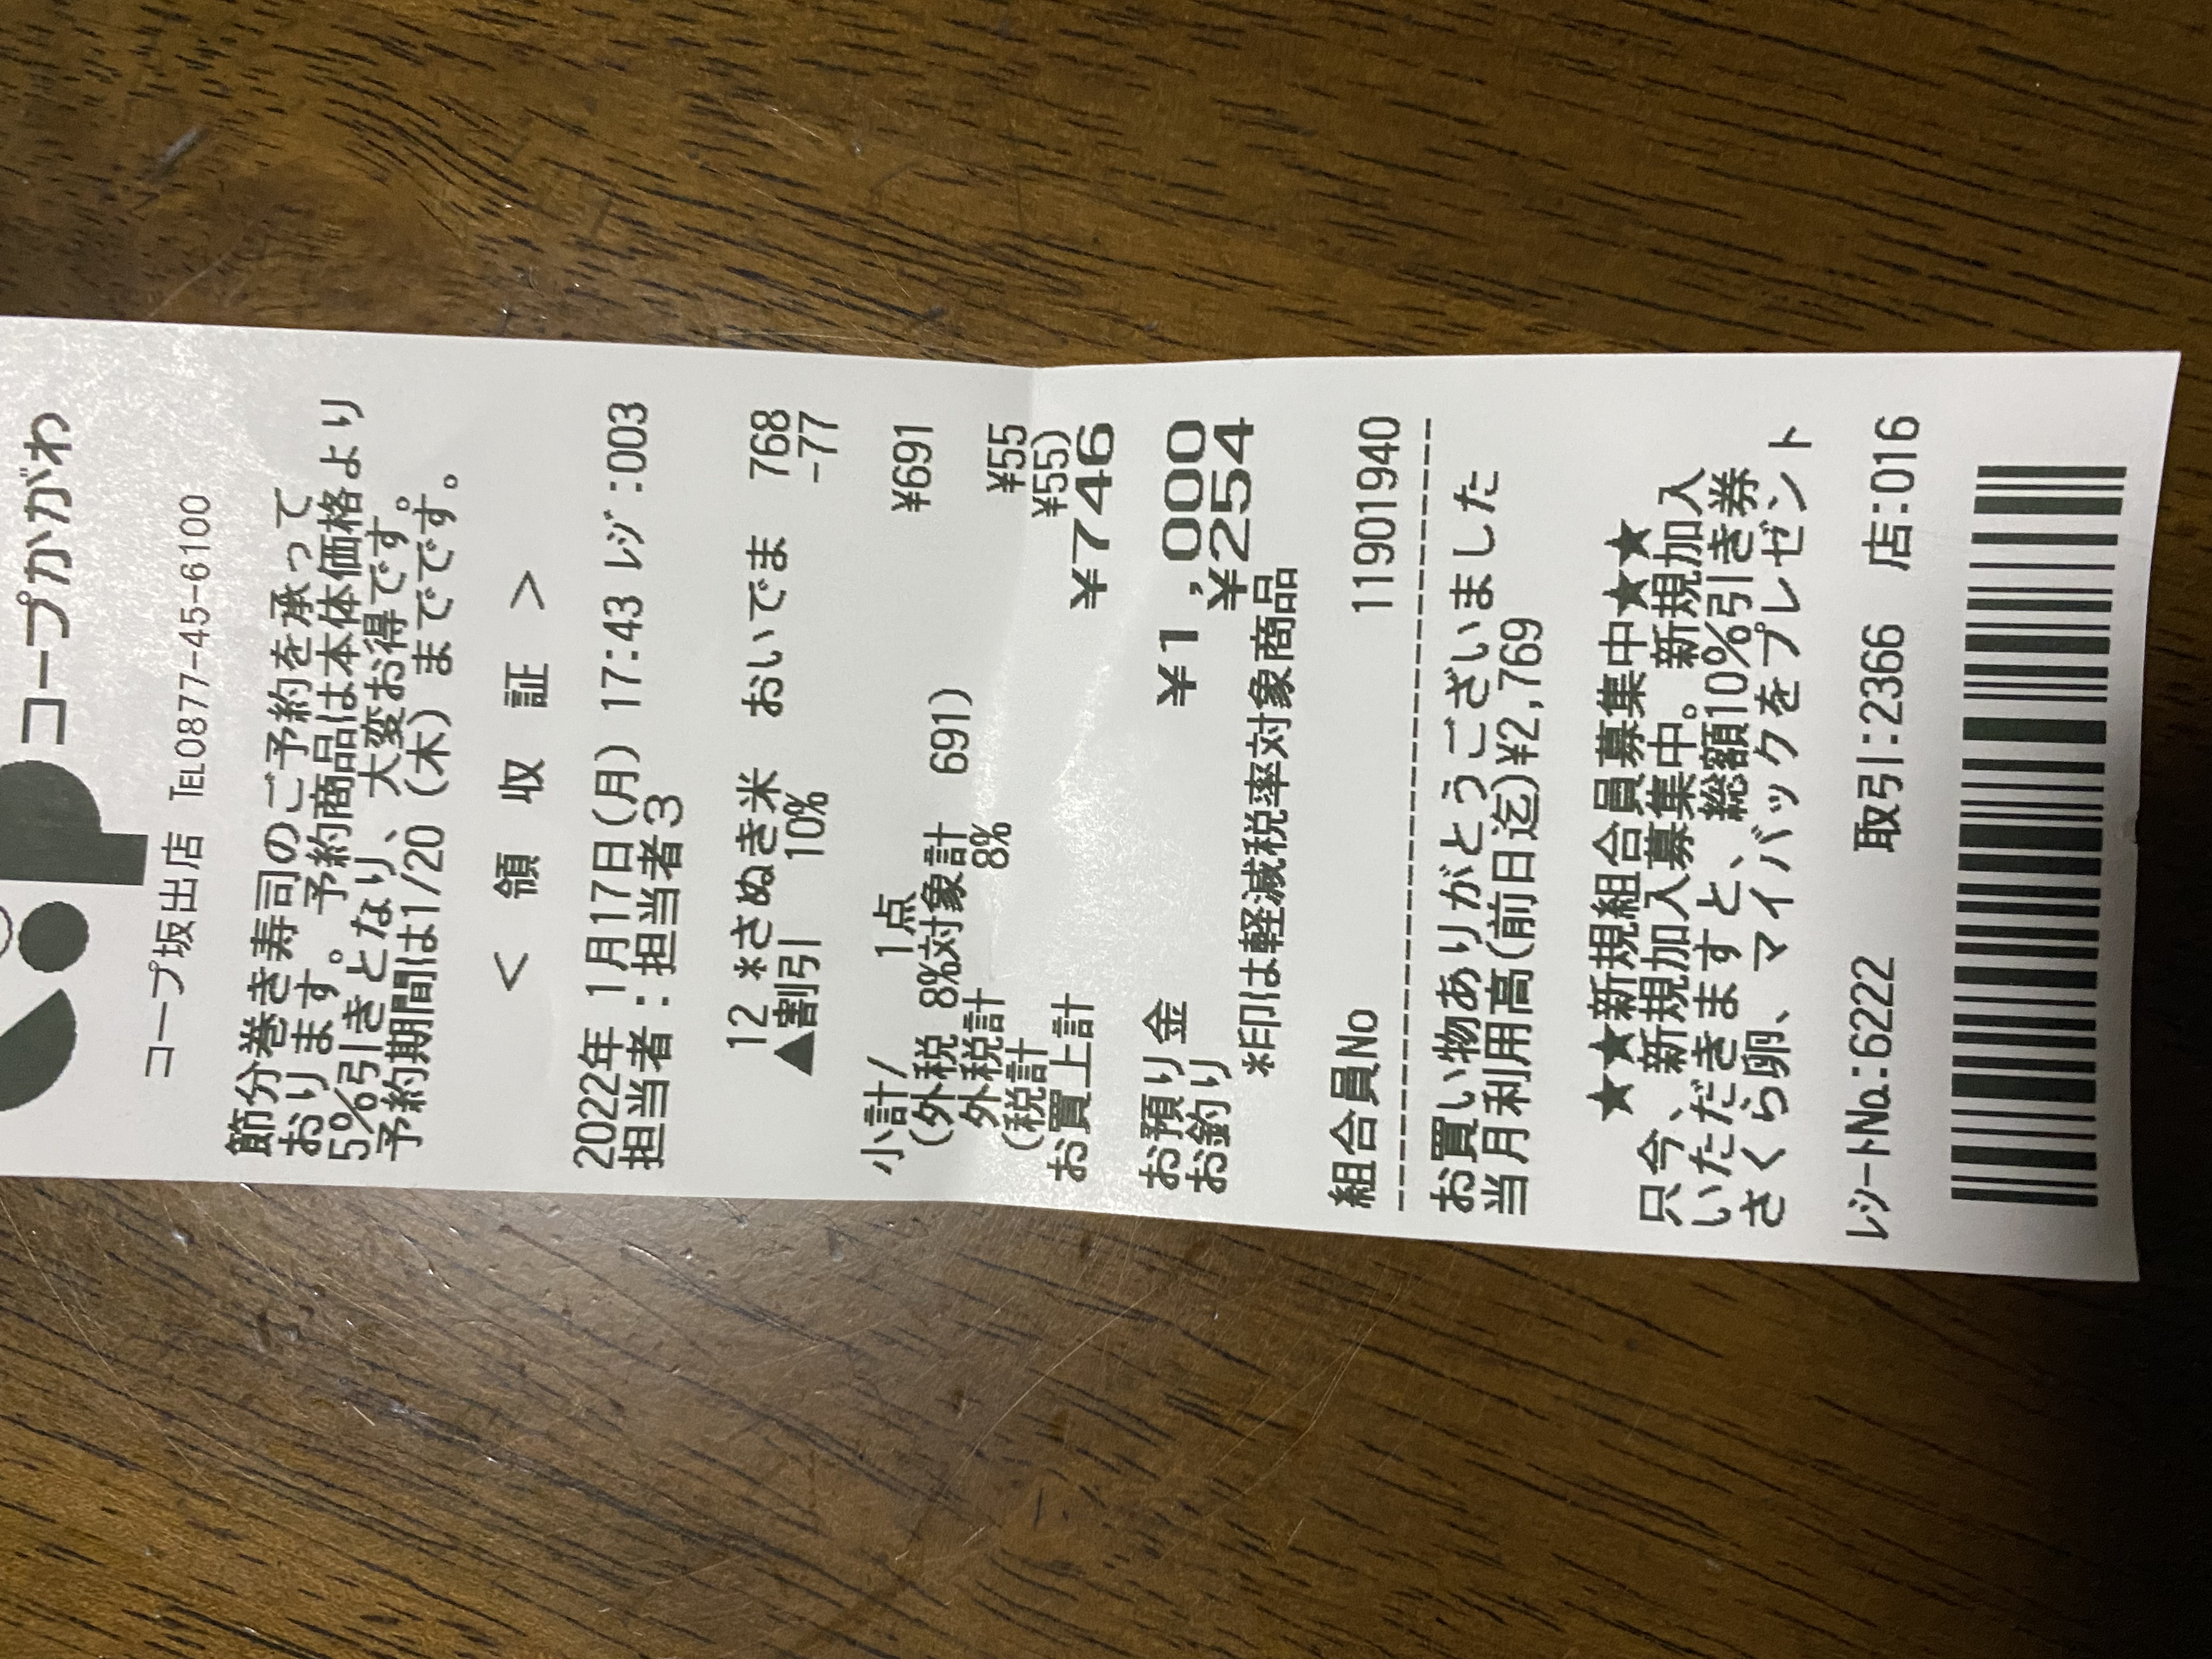 コープかがわ
コープ坂出店 TEL0877-45-6100
節分巻き寿司のご予約を承って
おります。予約商品は本体価格より
5%引きとなり、大変お得です。
予約期間は1/20（木）までです。
< 領 収 証 >
2022年 1月17日(月) 17:43 ﾚｼﾞ:003
担当者:担当者3
12 *さぬき米 おいでま 768
▲割引 10% -77
小計/ 1点 ¥691
(外税 8%対象計 691)
外税計 8% ¥55
(税計 ¥55)
お買上計 ¥746
お預り金 ¥1,000
お釣り ¥254
*印は軽減税率対象商品
組合員No 11901940
お買い物ありがとうございました
当月利用高(前日迄)¥2,769
★★新規組合員募集中★★
只今、新規加入募集中。新規加入
いただきますと、総額10%引き券
さくら卵、マイバックをプレゼント
ﾚｼｰﾄNo.:6222 取引:2366 店:016